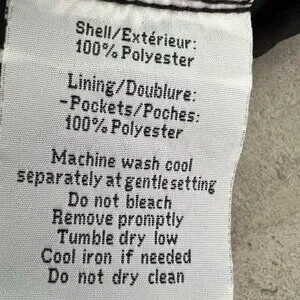 Shell/Extérieur:
100% Polyester
Lining/Doublure:
-Pockets/Poches:
100% Polyester
Machine wash cool
separately at gentle setting
Do not bleach
Remove promptly
Tumble dry low
Cool iron if needed
Do not dry clean